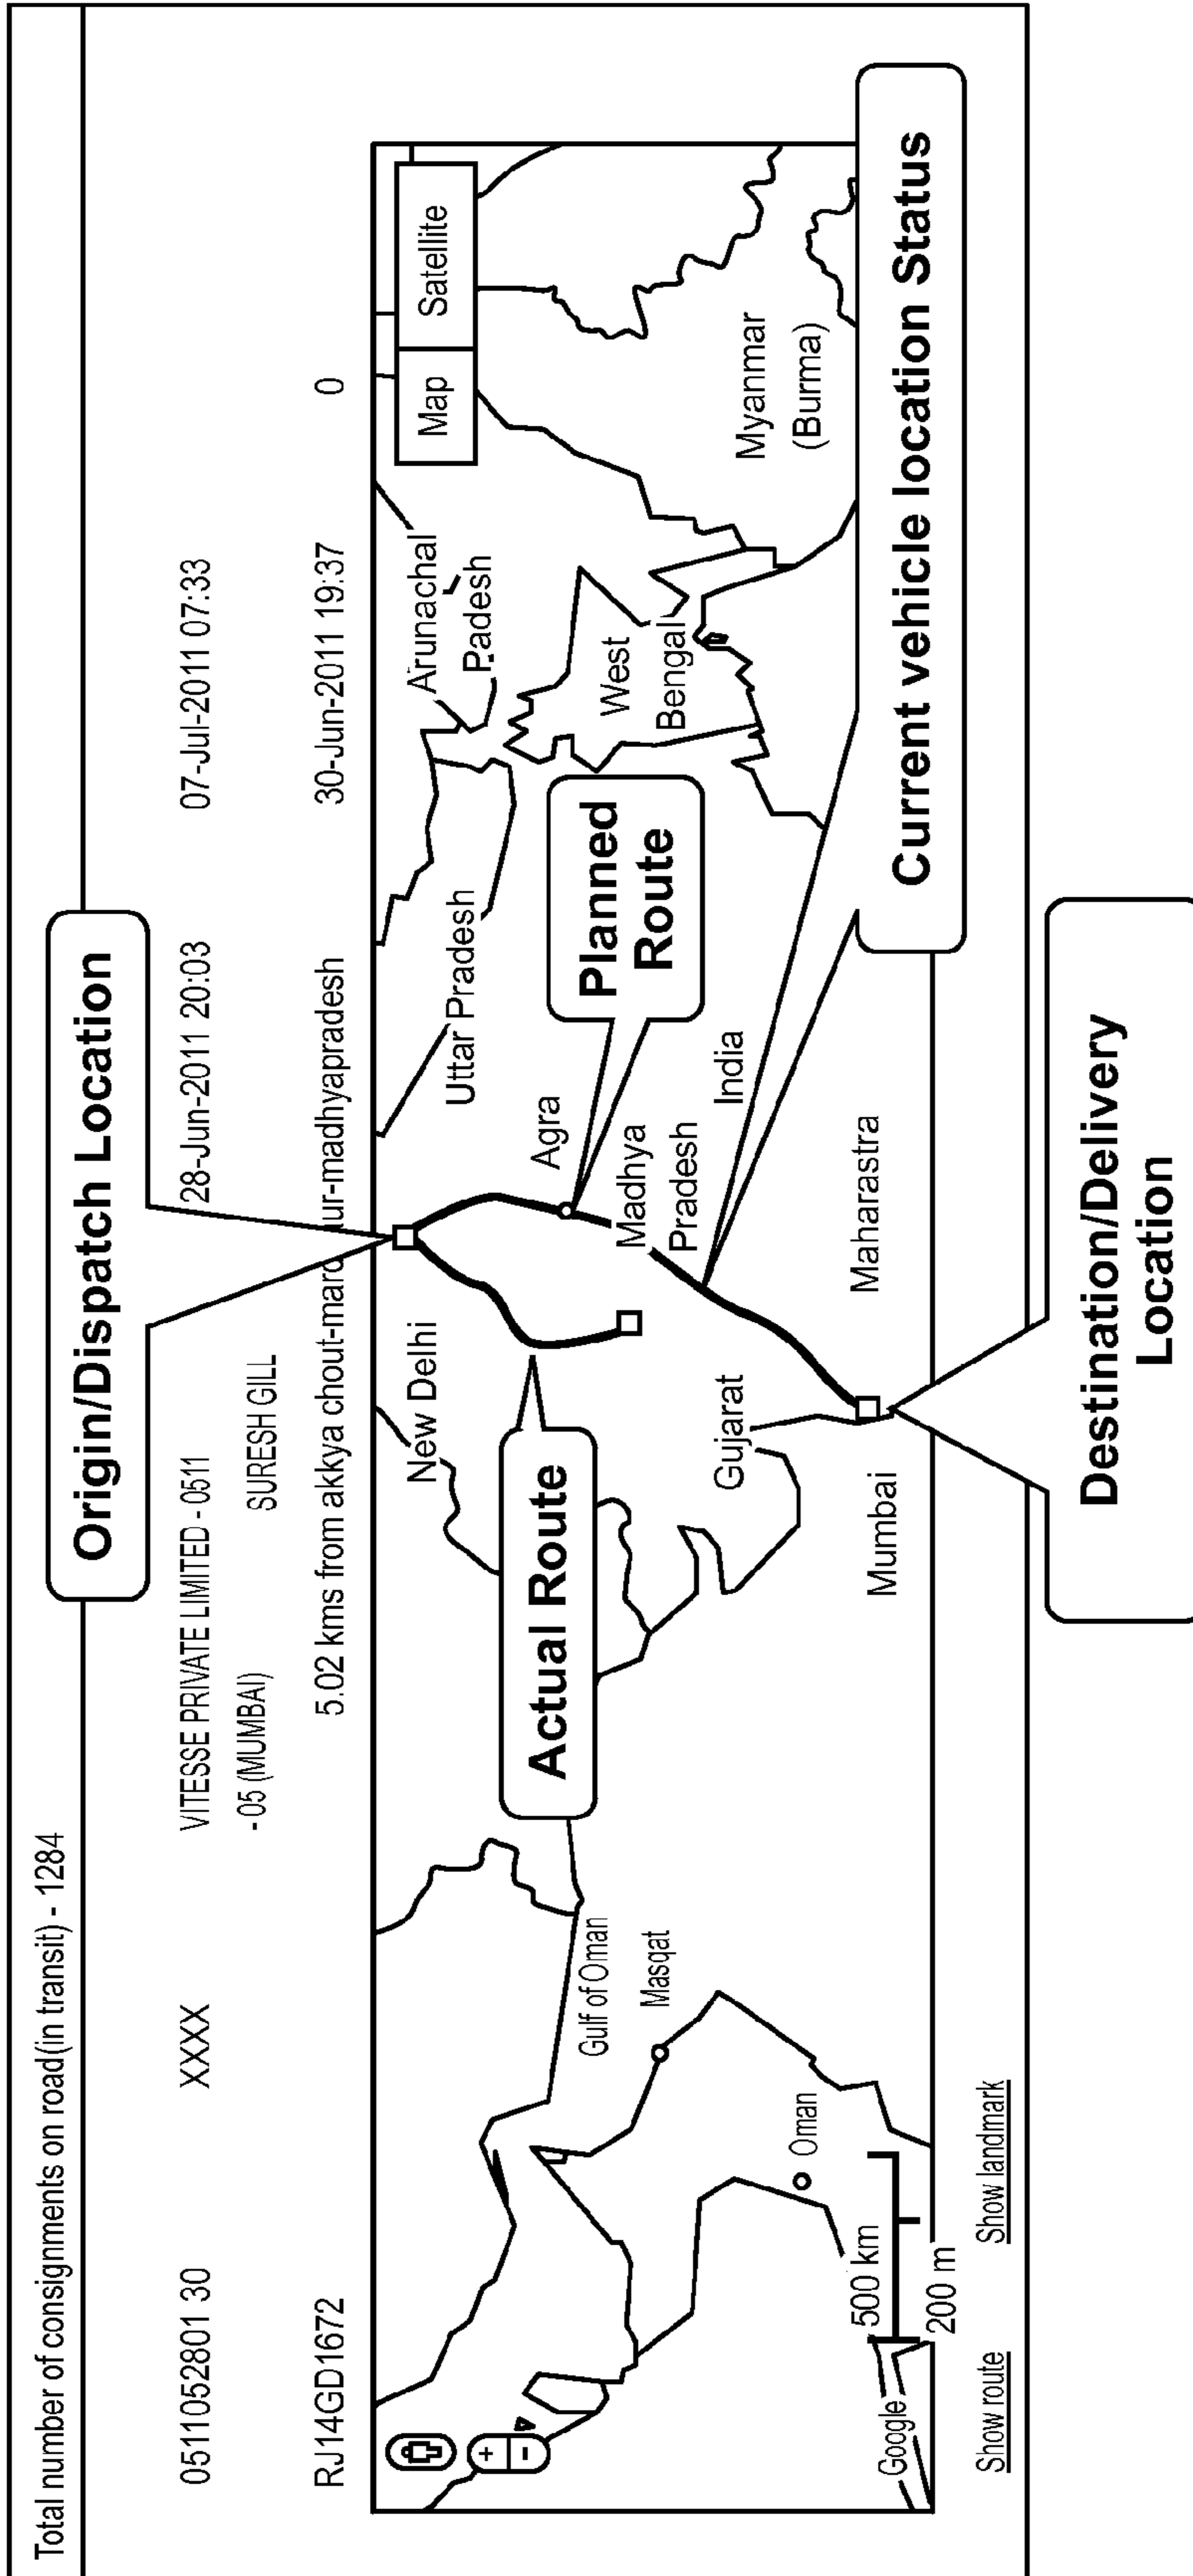 Total number of consignments on road(in transit) - 1284
Origin/Dispatch Location
0511052801 30
XXXX
VITESSE PRIVATE LIMITED - 0511
- 05 (MUMBAI)
SURESH GILL
28-Jun-2011 20:03
07-Jul-2011 07:33
RJ14GD1672
5.02 kms from akkya chout-marc
ur-madhyapradesh
30-Jun-2011 19:37
0
Map
Satellite
+
-
New Delhi
Uttar Pradesh
Arunachal
Padesh
Actual Route
Agra
Planned
Route
West
Bengal
Gulf of Oman
Masqat
Madhya
Pradesh
Gujarat
India
Myanmar
(Burma)
Oman
Mumbai
Maharastra
Current vehicle location Status
500 km
200 m
Google
Show route
Show landmark
Destination/Delivery
Location